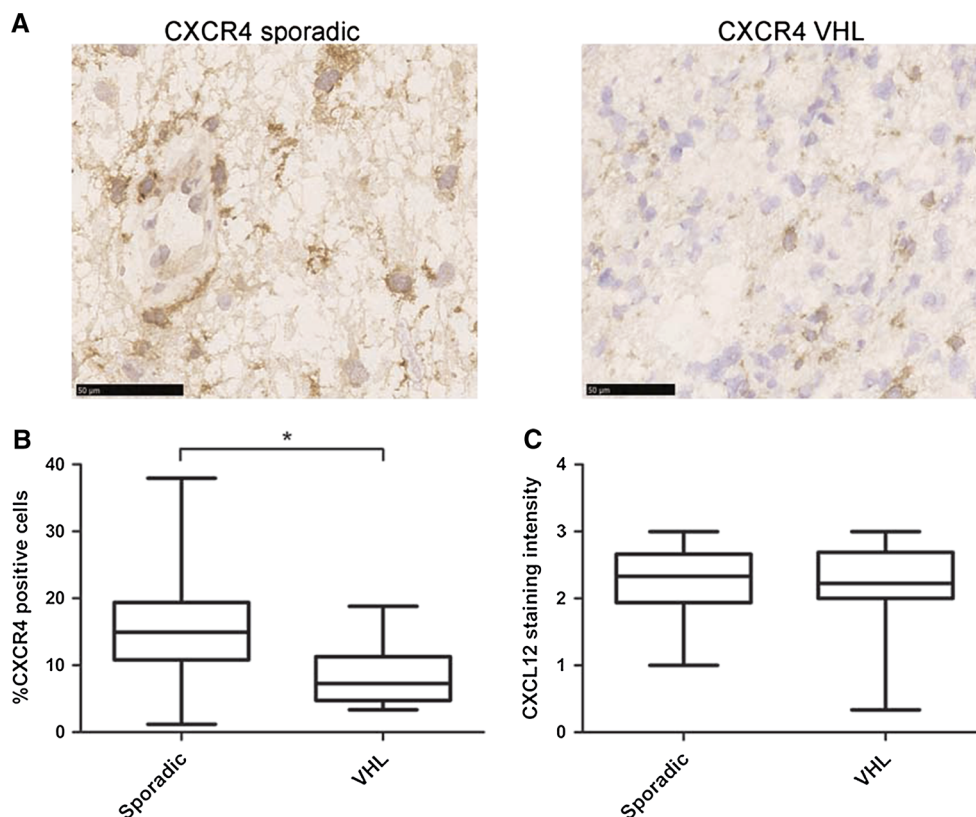 A
CXCR4 sporadic
CXCR4 VHL
50 µm
50 µm
B
*
%CXCR4 positive cells
40
30
20
10
0
Sporadic
VHL
C
CXCL12 staining intensity
4
3
2
1
0
Sporadic
VHL